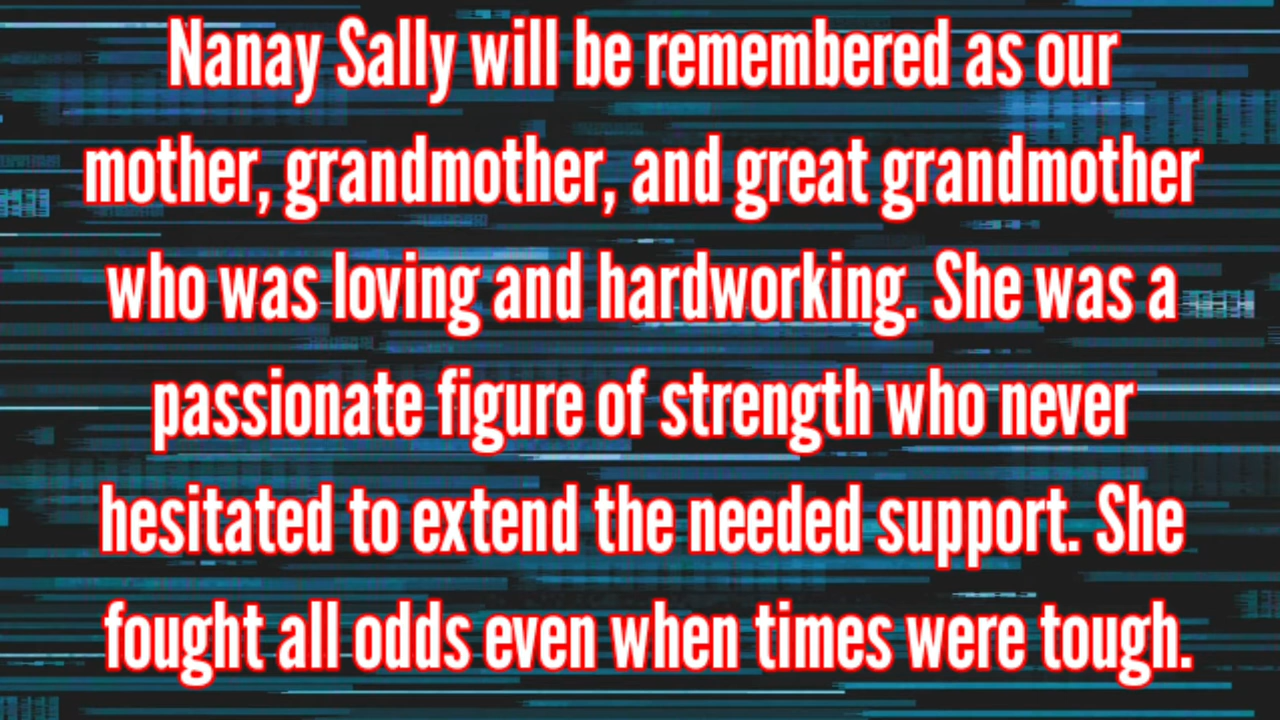 Nanay Sally will be remembered as our
mother, grandmother, and great grandmother
who was loving and hardworking. She was a
passionate figure of strength who never
hesitated to extend the needed support. She
fought all odds even when times were tough.